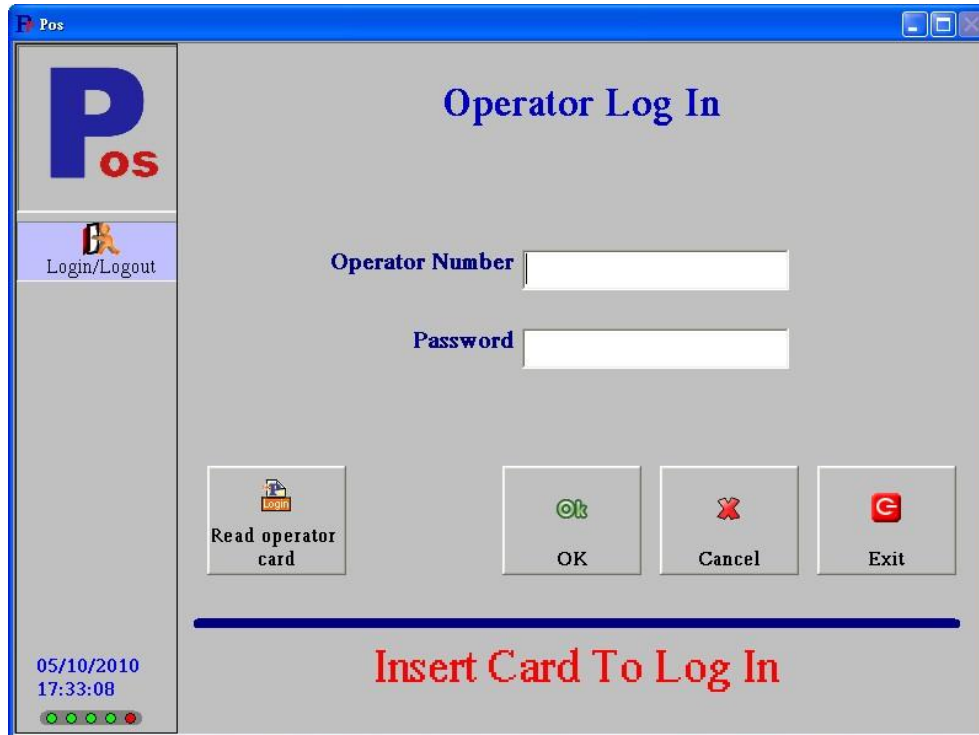 Pos
Pos
Operator Log In
Login/Logout
Operator Number
Password
Login
Read operator
card
Ok
OK
Cancel
Exit
Insert Card To Log In
05/10/2010
17:33:08